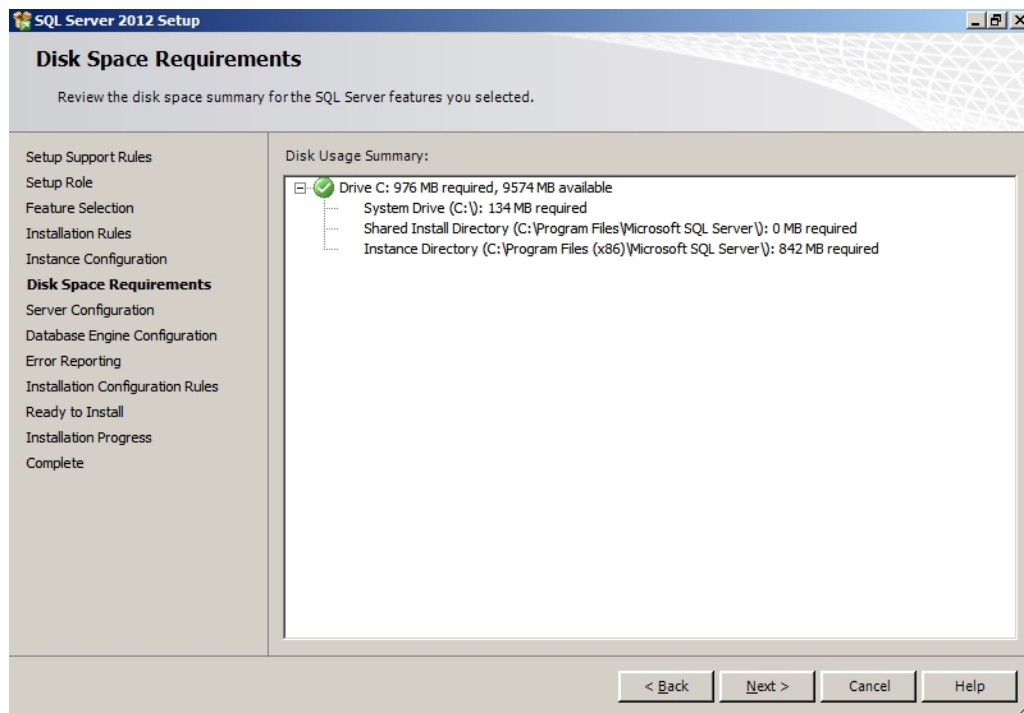 SQL Server 2012 Setup
Disk Space Requirements
Review the disk space summary for the SQL Server features you selected.
Setup Support Rules
Setup Role
Feature Selection
Installation Rules
Instance Configuration
Disk Space Requirements
Server Configuration
Database Engine Configuration
Error Reporting
Installation Configuration Rules
Ready to Install
Installation Progress
Complete
Disk Usage Summary:
Drive C: 976 MB required, 9574 MB available
System Drive (C:\): 134 MB required
Shared Install Directory (C:\Program Files\Microsoft SQL Server\): 0 MB required
Instance Directory (C:\Program Files (x86)\Microsoft SQL Server\): 842 MB required
< Back Next > Cancel Help